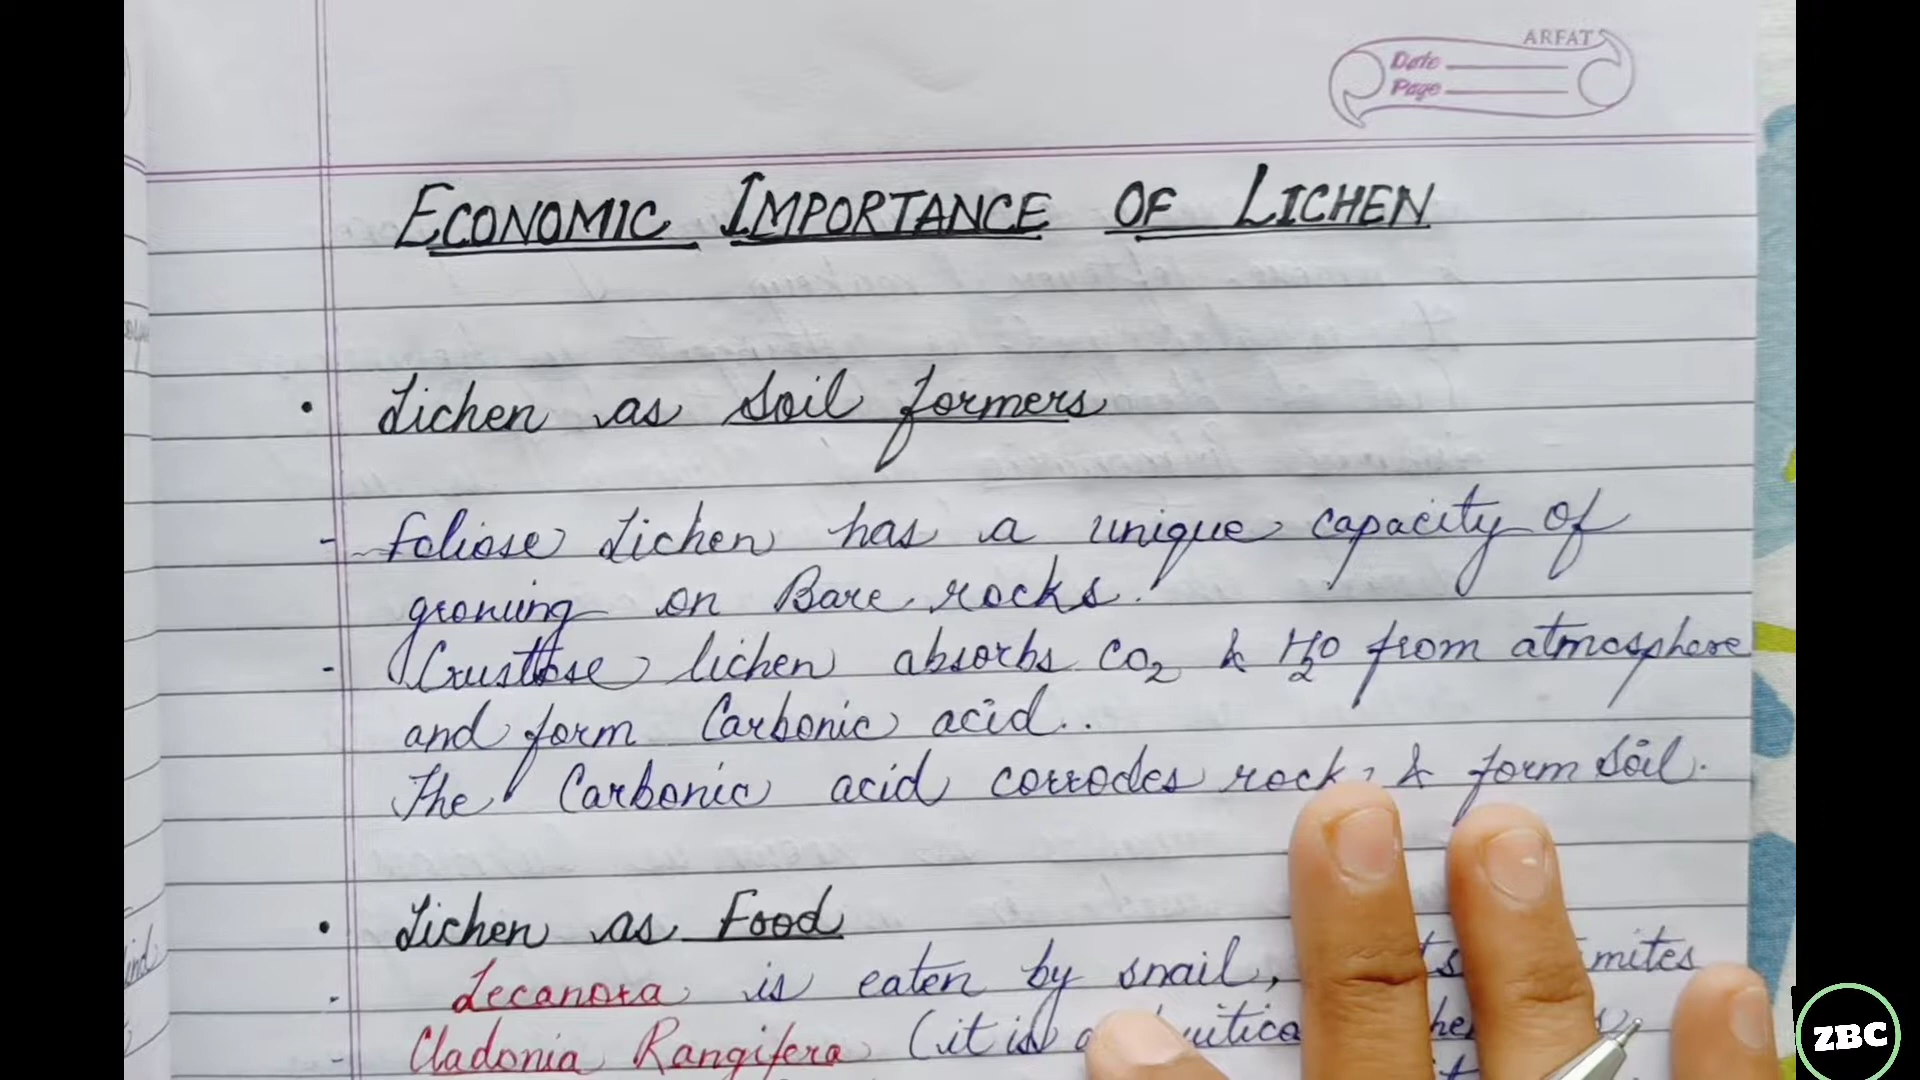 ARFAT
Date
Page
ECONOMIC IMPORTANCE OF LICHEN
• Lichen as Soil formers
- Foliose Lichen has a unique capacity of
growing on Bare rocks.
- Crustose lichen absorbs CO2 & H2O from atmosphere
and form Carbonic acid..
The Carbonic acid corrodes rock, & form Soil.
• Lichen as Food
- Lecanora is eaten by snail,
- Cladonia Rangifera (it is a
ZBC